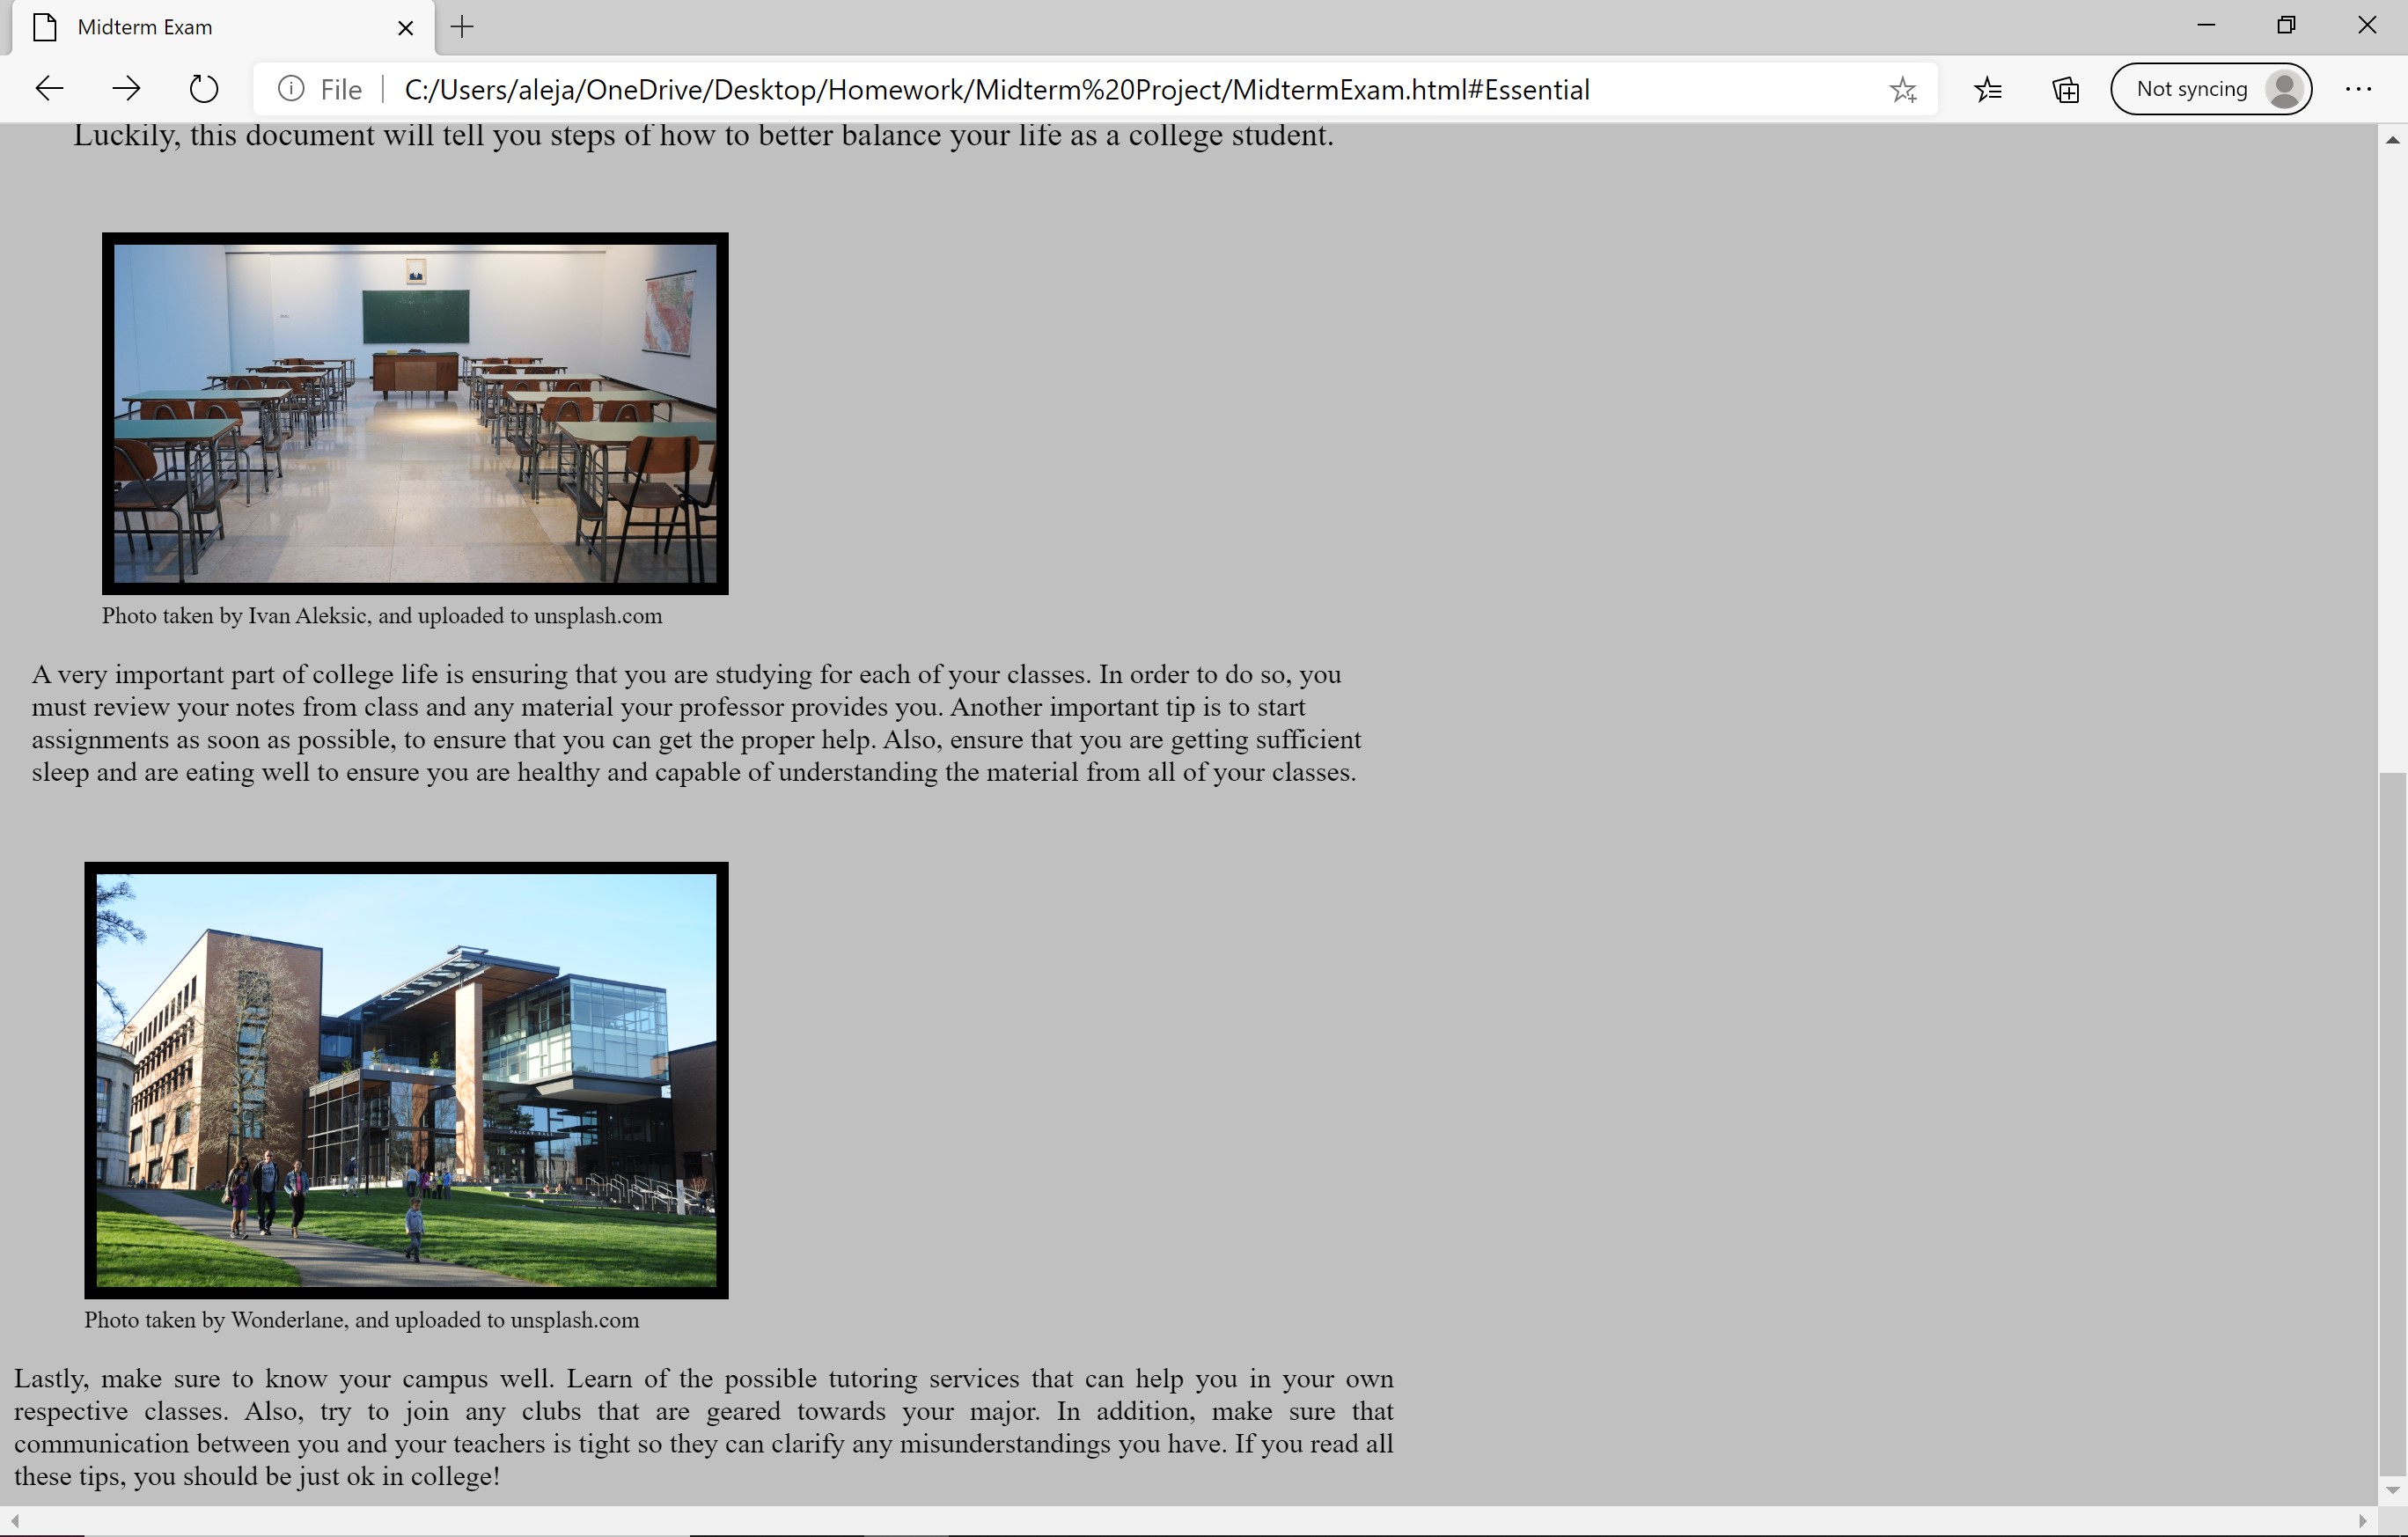 Midterm Exam
File
C:/Users/aleja/OneDrive/Desktop/Homework/Midterm%20Project/MidtermExam.html#Essential
Not syncing
Luckily, this document will tell you steps of how to better balance your life as a college student.
Photo taken by Ivan Aleksic, and uploaded to unsplash.com
A very important part of college life is ensuring that you are studying for each of your classes. In order to do so, you
must review your notes from class and any material your professor provides you. Another important tip is to start
assignments as soon as possible, to ensure that you can get the proper help. Also, ensure that you are getting sufficient
sleep and are eating well to ensure you are healthy and capable of understanding the material from all of your classes.
Photo taken by Wonderlane, and uploaded to unsplash.com
Lastly, make sure to know your campus well. Learn of the possible tutoring services that can help you in your own
respective classes. Also, try to join any clubs that are geared towards your major. In addition, make sure that
communication between you and your teachers is tight so they can clarify any misunderstandings you have. If you read all
these tips, you should be just ok in college!